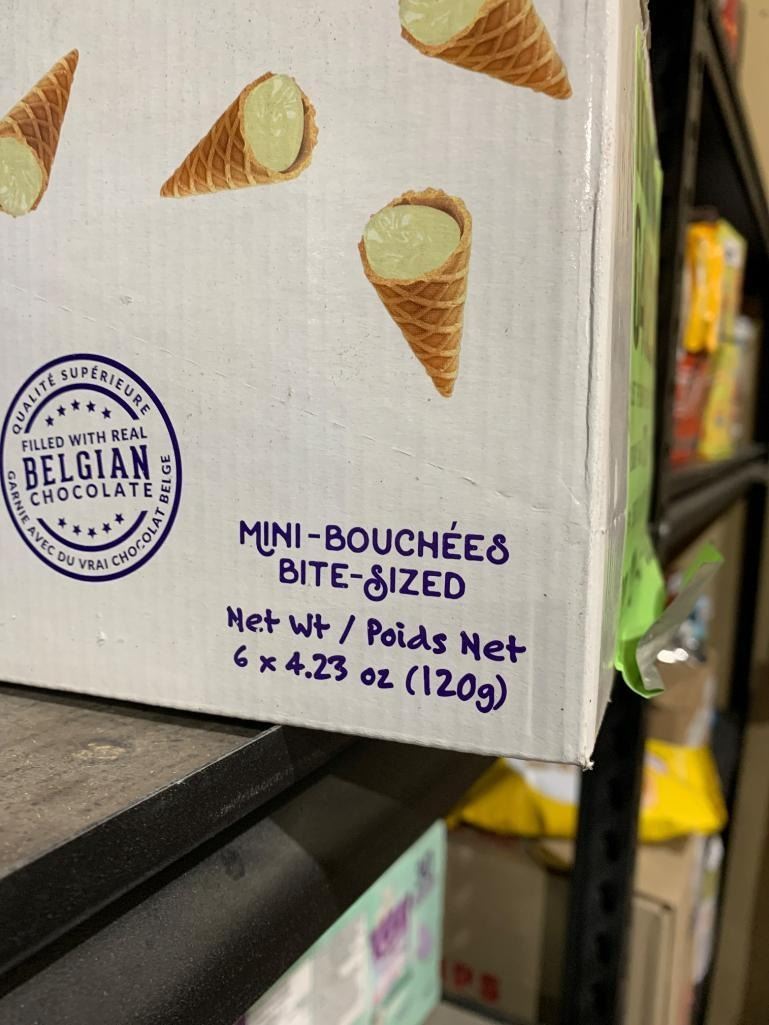 QUALITÉ SUPÉRIEURE
FILLED WITH REAL
BELGIAN
CHOCOLATE
GARNIE AVEC DU VRAI CHOCOLAT BELGE
MINI-BOUCHÉES
BITE-SIZED
Net Wt / Poids Net
6 x 4.23 oz (120g)